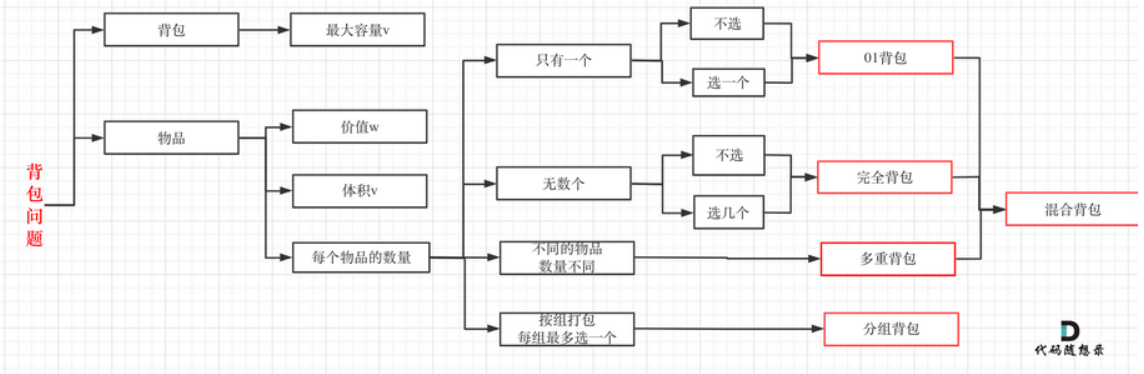 背包问题
背包
最大容量v
物品
价值w
体积v
每个物品的数量
只有一个
不选
选一个
01背包
无数个
不选
选几个
完全背包
混合背包
不同的物品
数量不同
多重背包
按组打包
每组最多选一个
分组背包
代码随想录